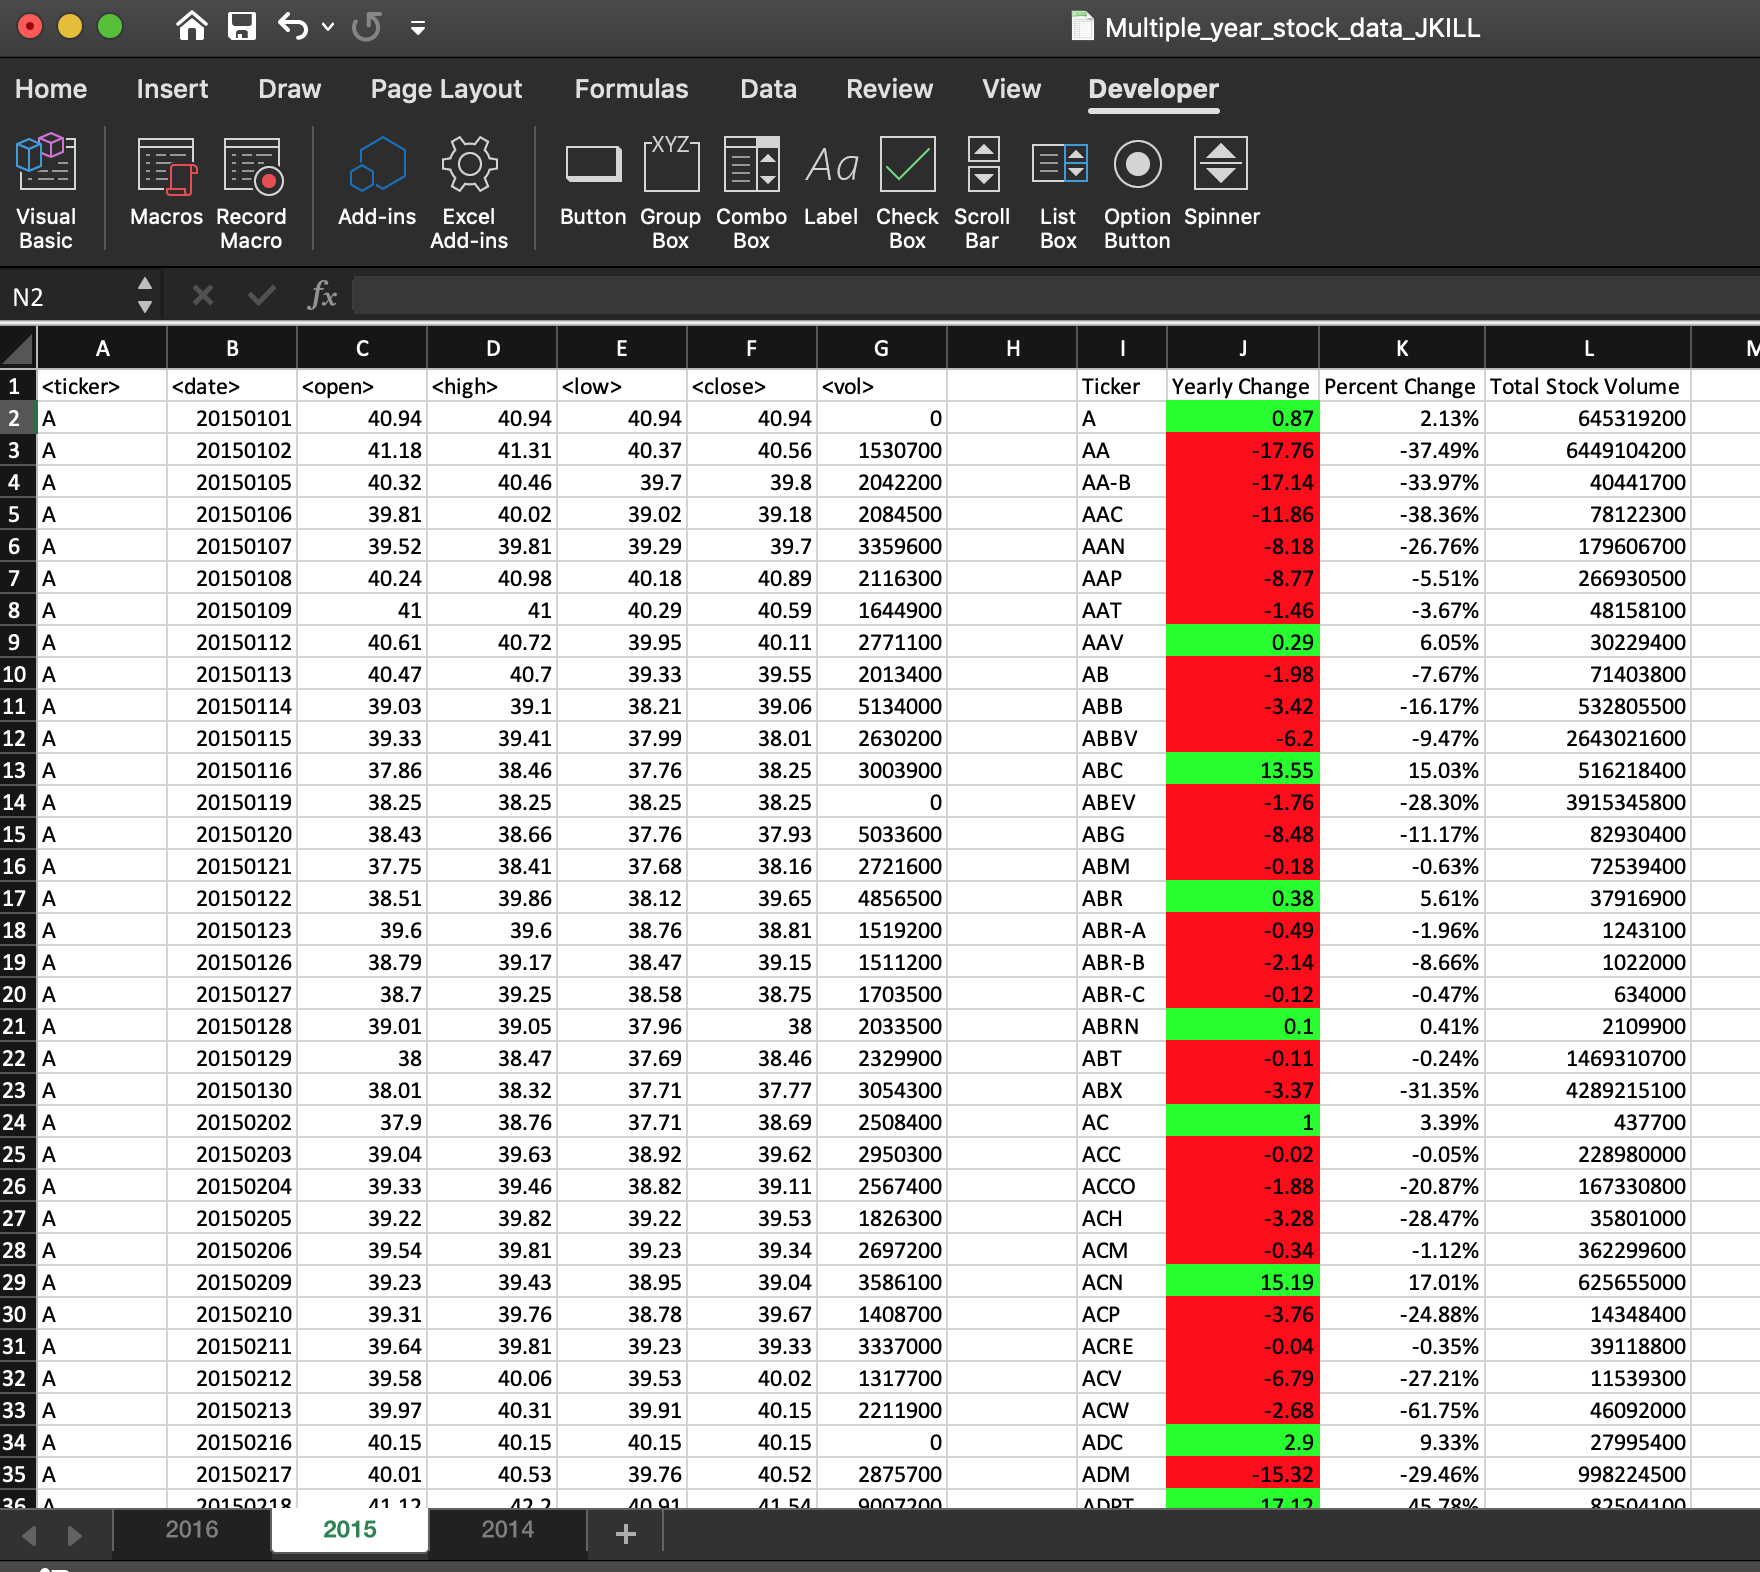 Multiple_year_stock_data_JKILL
Home Insert Draw Page Layout Formulas Data Review View Developer
XYZ Aa
Visual Basic Macros Record Macro Add-ins Excel Add-ins Button Group Box Combo Box Label Check Box Scroll Bar List Box Option Button Spinner
N2 fx
A B C D E F G H I J K L
1 <ticker> <date> <open> <high> <low> <close> <vol> Ticker Yearly Change Percent Change Total Stock Volume
2 A 20150101 40.94 40.94 40.94 40.94 0 A 0.87 2.13% 645319200
3 A 20150102 41.18 41.31 40.37 40.56 1530700 AA -17.76 -37.49% 6449104200
4 A 20150105 40.32 40.46 39.7 39.8 2042200 AA-B -17.14 -33.97% 40441700
5 A 20150106 39.81 40.02 39.02 39.18 2084500 AAC -11.86 -38.36% 78122300
6 A 20150107 39.52 39.81 39.29 39.7 3359600 AAN -8.18 -26.76% 179606700
7 A 20150108 40.24 40.98 40.18 40.89 2116300 AAP -8.77 -5.51% 266930500
8 A 20150109 41 41 40.29 40.59 1644900 AAT -1.46 -3.67% 48158100
9 A 20150112 40.61 40.72 39.95 40.11 2771100 AAV 0.29 6.05% 30229400
10 A 20150113 40.47 40.7 39.33 39.55 2013400 AB -1.98 -7.67% 71403800
11 A 20150114 39.03 39.1 38.21 39.06 5134000 ABB -3.42 -16.17% 532805500
12 A 20150115 39.33 39.41 37.99 38.01 2630200 ABBV -6.2 -9.47% 2643021600
13 A 20150116 37.86 38.46 37.76 38.25 3003900 ABC 13.55 15.03% 516218400
14 A 20150119 38.25 38.25 38.25 38.25 0 ABEV -1.76 -28.30% 3915345800
15 A 20150120 38.43 38.66 37.76 37.93 5033600 ABG -8.48 -11.17% 82930400
16 A 20150121 37.75 38.41 37.68 38.16 2721600 ABM -0.18 -0.63% 72539400
17 A 20150122 38.51 39.86 38.12 39.65 4856500 ABR 0.38 5.61% 37916900
18 A 20150123 39.6 39.6 38.76 38.81 1519200 ABR-A -0.49 -1.96% 1243100
19 A 20150126 38.79 39.17 38.47 39.15 1511200 ABR-B -2.14 -8.66% 1022000
20 A 20150127 38.7 39.25 38.58 38.75 1703500 ABR-C -0.12 -0.47% 634000
21 A 20150128 39.01 39.05 37.96 38 2033500 ABRN 0.1 0.41% 2109900
22 A 20150129 38 38.47 37.69 38.46 2329900 ABT -0.11 -0.24% 1469310700
23 A 20150130 38.01 38.32 37.71 37.77 3054300 ABX -3.37 -31.35% 4289215100
24 A 20150202 37.9 38.76 37.71 38.69 2508400 AC 1 3.39% 437700
25 A 20150203 39.04 39.63 38.92 39.62 2950300 ACC -0.02 -0.05% 228980000
26 A 20150204 39.33 39.46 38.82 39.11 2567400 ACCO -1.88 -20.87% 167330800
27 A 20150205 39.22 39.82 39.22 39.53 1826300 ACH -3.28 -28.47% 35801000
28 A 20150206 39.54 39.81 39.23 39.34 2697200 ACM -0.34 -1.12% 362299600
29 A 20150209 39.23 39.43 38.95 39.04 3586100 ACN 15.19 17.01% 625655000
30 A 20150210 39.31 39.76 38.78 39.67 1408700 ACP -3.76 -24.88% 14348400
31 A 20150211 39.64 39.81 39.23 39.33 3337000 ACRE -0.04 -0.35% 39118800
32 A 20150212 39.58 40.06 39.53 40.02 1317700 ACV -6.79 -27.21% 11539300
33 A 20150213 39.97 40.31 39.91 40.15 2211900 ACW -2.68 -61.75% 46092000
34 A 20150216 40.15 40.15 40.15 40.15 0 ADC 2.9 9.33% 27995400
35 A 20150217 40.01 40.53 39.76 40.52 2875700 ADM -15.32 -29.46% 998224500
36 A 20150218 41.12 42.2 40.91 41.54 9007200 ADPT 17.12 45.78% 82504100
2016 2015 2014 +